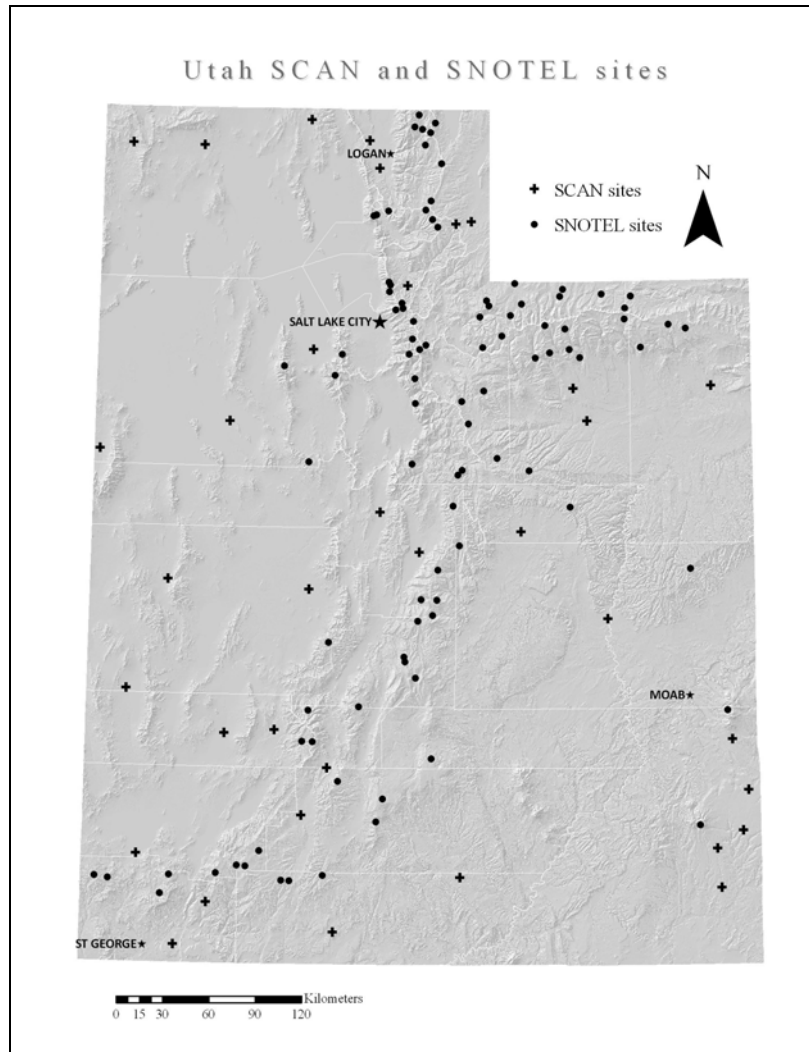 Utah SCAN and SNOTEL sites
LOGAN
N
SCAN sites
SNOTEL sites
SALT LAKE CITY
MOAB
ST GEORGE
Kilometers
0 15 30 60 90 120